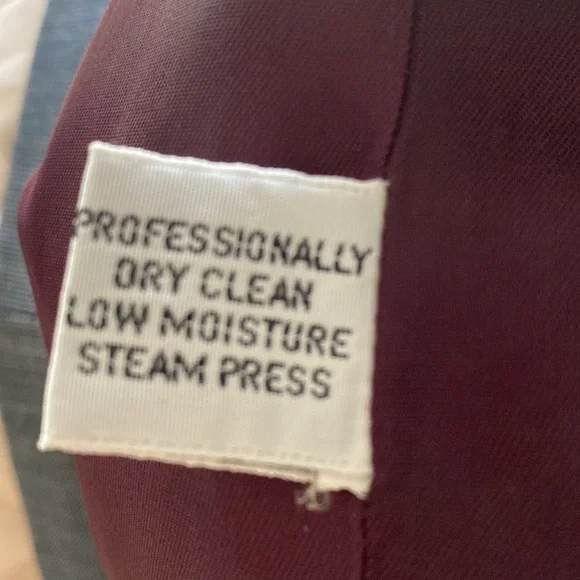 PROFESSIONALLY
DRY CLEAN
LOW MOISTURE
STEAM PRESS